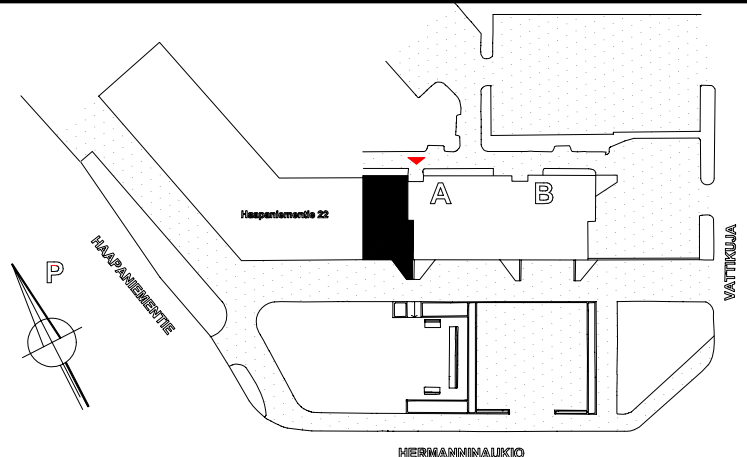 A
B
Haapaniementie 22
HAAPANIEMENTIE
P
VATTIKUJA
HERMANNINAUKIO